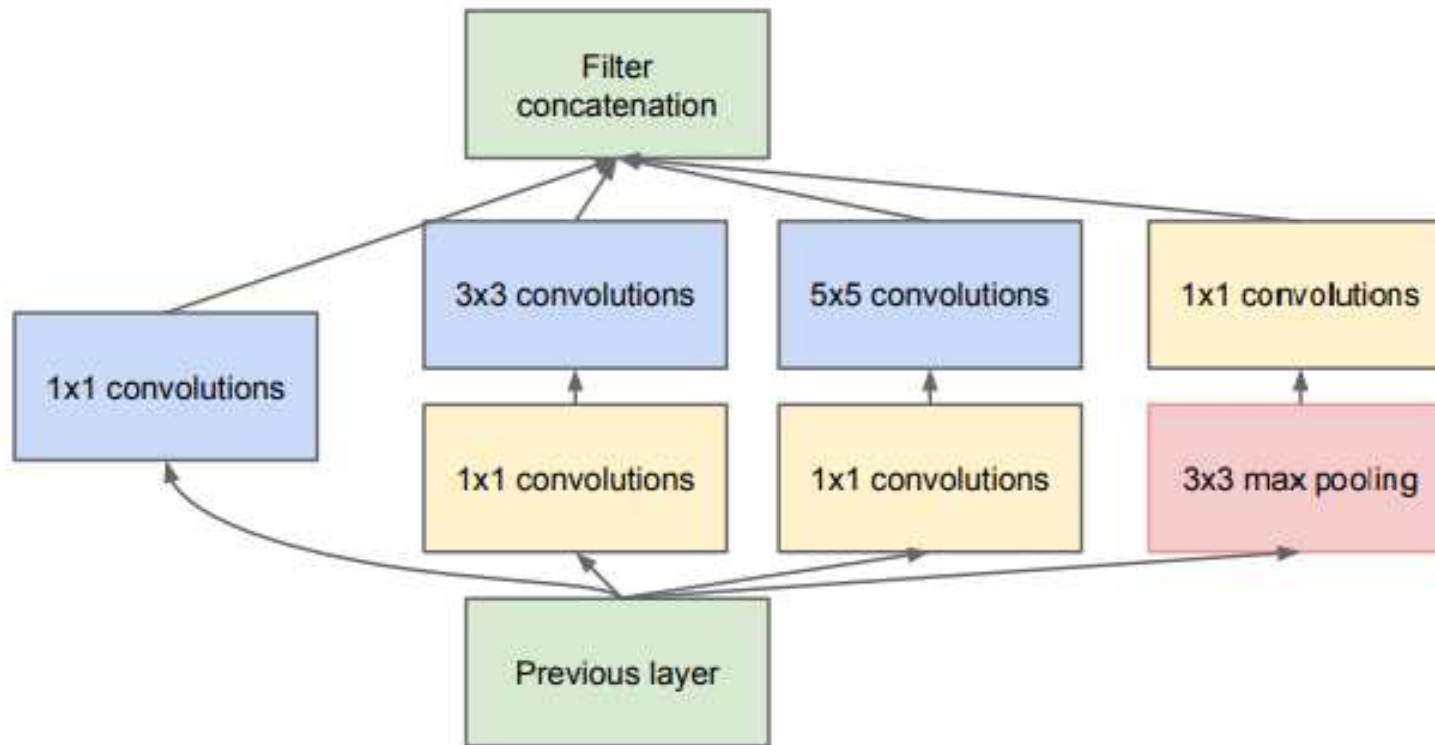 Filter
concatenation
3x3 convolutions
5x5 convolutions
1x1 convolutions
1x1 convolutions
1x1 convolutions
1x1 convolutions
3x3 max pooling
Previous layer